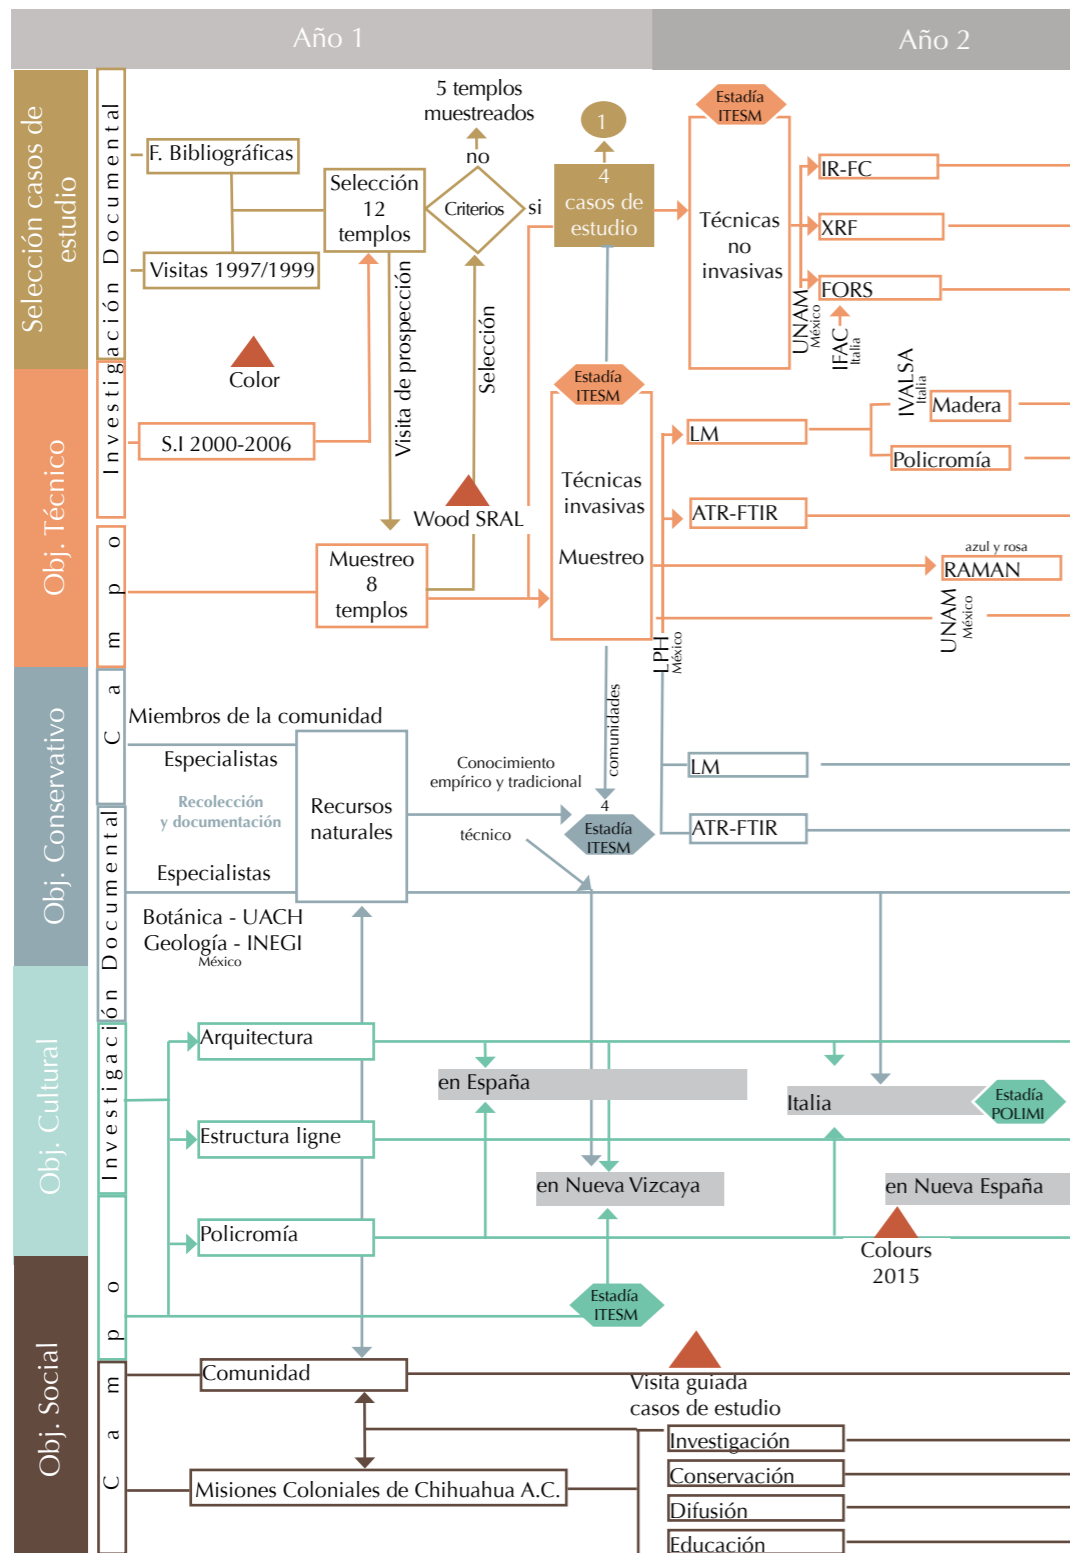 Año 1
Año 2
Selección casos de
estudio
Investigación Documental
F. Bibliográficas
Visitas 1997/1999
Selección
12
templos
5 templos
muestreados
no
Criterios
si
1
4
casos de
estudio
Estadía
ITESM
Técnicas
no
invasivas
UNAM
México
IR-FC
XRF
FORS
IFAC
Italia
Color
Visita de prospección
Selección
Obj. Técnico
S.I 2000-2006
Wood SRAL
Estadía
ITESM
Técnicas
invasivas
Muestreo
LM
IVALSA
Italia
Madera
Policromía
ATR-FTIR
azul y rosa
RAMAN
UNAM
México
LPH
México
Campo
Muestreo
8
templos
Obj. Conservativo
Miembros de la comunidad
Especialistas
Recolección
y documentación
Especialistas
Recursos
naturales
Conocimiento
empírico y tradicional
técnico
comunidades
4
Estadía
ITESM
LM
ATR-FTIR
Investigación Documental
Botánica - UACH
Geología - INEGI
México
Obj. Cultural
Arquitectura
en España
Italia
Estadía
POLIMI
Estructura ligne
en Nueva Vizcaya
en Nueva España
Policromía
Colours
2015
Estadía
ITESM
Campo
Obj. Social
Comunidad
Visita guiada
casos de estudio
Misiones Coloniales de Chihuahua A.C.
Investigación
Conservación
Difusión
Educación